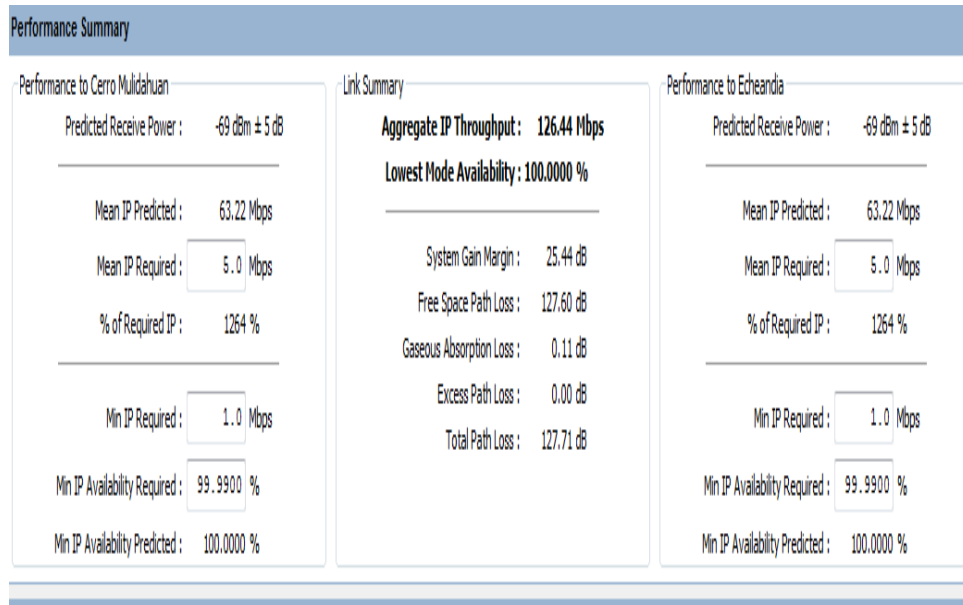 Performance Summary
Performance to Cerro Mulidahuan
Predicted Receive Power : -69 dBm ± 5 dB
Mean IP Predicted : 63.22 Mbps
Mean IP Required : 5.0 Mbps
% of Required IP : 1264 %
Min IP Required : 1.0 Mbps
Min IP Availability Required : 99.9900 %
Min IP Availability Predicted : 100.0000 %
Link Summary
Aggregate IP Throughput : 126.44 Mbps
Lowest Mode Availability : 100.0000 %
System Gain Margin : 25.44 dB
Free Space Path Loss : 127.60 dB
Gaseous Absorption Loss : 0.11 dB
Excess Path Loss : 0.00 dB
Total Path Loss : 127.71 dB
Performance to Echeandia
Predicted Receive Power : -69 dBm ± 5 dB
Mean IP Predicted : 63.22 Mbps
Mean IP Required : 5.0 Mbps
% of Required IP : 1264 %
Min IP Required : 1.0 Mbps
Min IP Availability Required : 99.9900 %
Min IP Availability Predicted : 100.0000 %